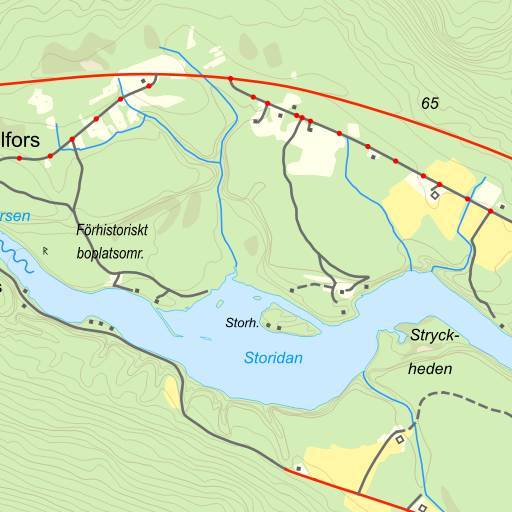 65
lfors
rsen
Förhistoriskt
boplatsomr.
R
s
Storh.
Storidan
Stryck-
heden